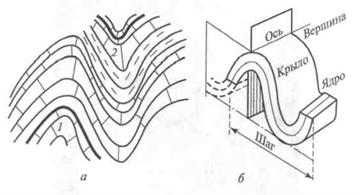 Ось
Вершина
Крыло
Ядро
Шаг
2
1
а
б